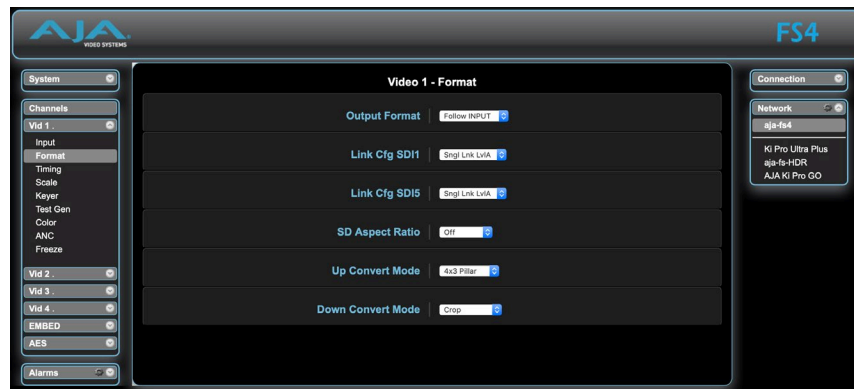 AJA
VIDEO SYSTEMS
FS4
System
Channels
Vid 1 .
Input
Format
Timing
Scale
Keyer
Test Gen
Color
ANC
Freeze
Vid 2 .
Vid 3 .
Vid 4 .
EMBED
AES
Alarms
Video 1 - Format
Output Format Follow INPUT
Link Cfg SDI1 Sngl Lnk LvlA
Link Cfg SDI5 Sngl Lnk LvlA
SD Aspect Ratio Off
Up Convert Mode 4x3 Pillar
Down Convert Mode Crop
Connection
Network
aja-fs4
Ki Pro Ultra Plus
aja-fs-HDR
AJA Ki Pro GO